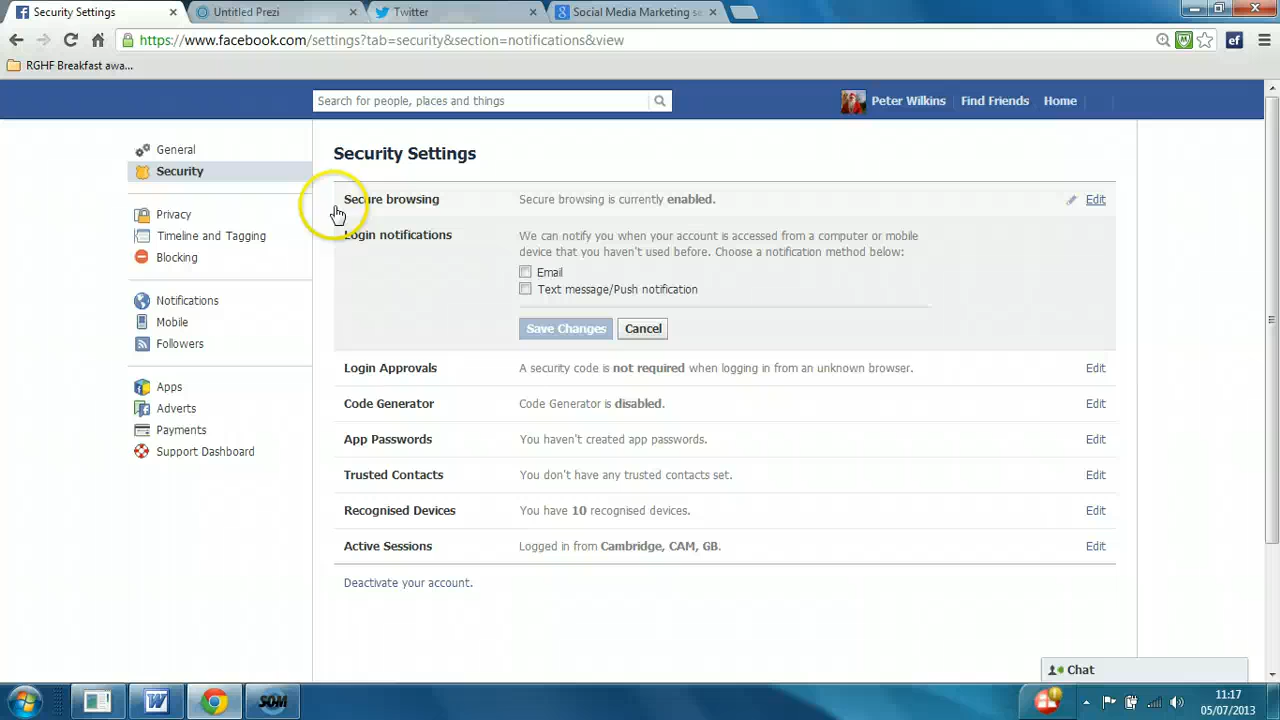 Security Settings
Untitled Prezi
Twitter
Social Media Marketing se
https://www.facebook.com/settings?tab=security&section=notifications&view
ef
RGHF Breakfast awa...
Search for people, places and things
Peter Wilkins
Find Friends
Home
General
Security
Privacy
Timeline and Tagging
Blocking
Notifications
Mobile
Followers
Apps
Adverts
Payments
Support Dashboard
Security Settings
Secure browsing
Secure browsing is currently enabled.
Edit
Login notifications
We can notify you when your account is accessed from a computer or mobile
device that you haven't used before. Choose a notification method below:
Email
Text message/Push notification
Save Changes
Cancel
Login Approvals
A security code is not required when logging in from an unknown browser.
Edit
Code Generator
Code Generator is disabled.
Edit
App Passwords
You haven't created app passwords.
Edit
Trusted Contacts
You don't have any trusted contacts set.
Edit
Recognised Devices
You have 10 recognised devices.
Edit
Active Sessions
Logged in from Cambridge, CAM, GB.
Edit
Deactivate your account.
Chat
W
SOM
11:17
05/07/2013